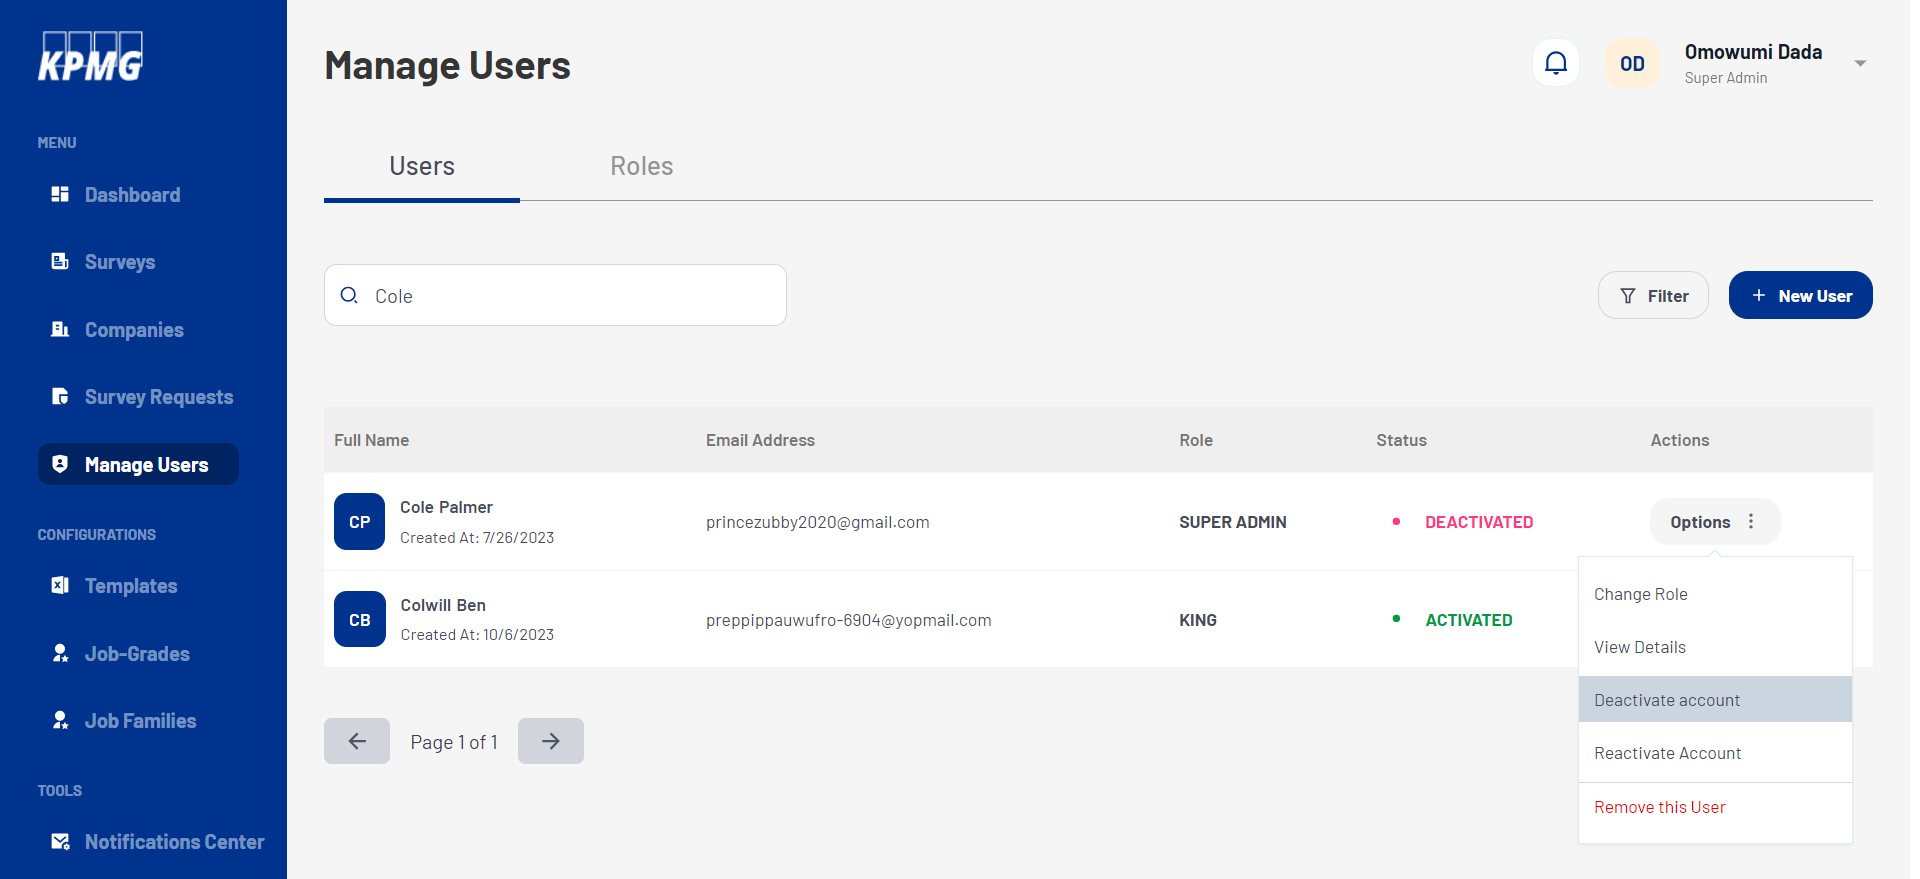 KPMG
MENU
Dashboard
Surveys
Companies
Survey Requests
Manage Users
CONFIGURATIONS
Templates
Job-Grades
Job Families
TOOLS
Notifications Center
Manage Users
OD
Omowumi Dada
Super Admin
Users
Roles
Cole
Filter
+ New User
Full Name
Email Address
Role
Status
Actions
CP
Cole Palmer
Created At: 7/26/2023
princezubby2020@gmail.com
SUPER ADMIN
DEACTIVATED
Options
CB
Colwill Ben
Created At: 10/6/2023
preppippauwufro-6904@yopmail.com
KING
ACTIVATED
Change Role
View Details
Deactivate account
Reactivate Account
Remove this User
Page 1 of 1